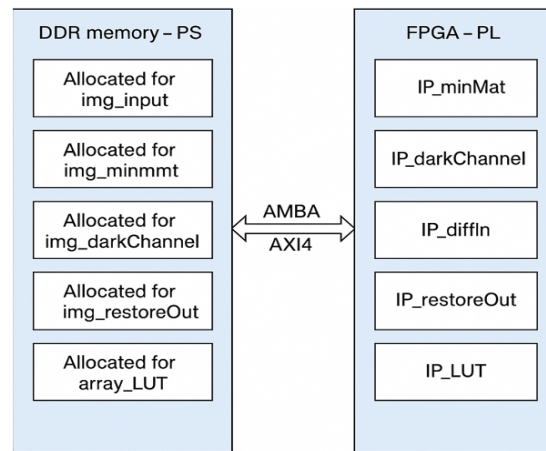 DDR memory – PS
Allocated for
img_input
Allocated for
img_minmmt
Allocated for
img_darkChannel
Allocated for
img_restoreOut
Allocated for
array_LUT
AMBA
AXI4
FPGA – PL
IP_minMat
IP_darkChannel
IP_diffIn
IP_restoreOut
IP_LUT